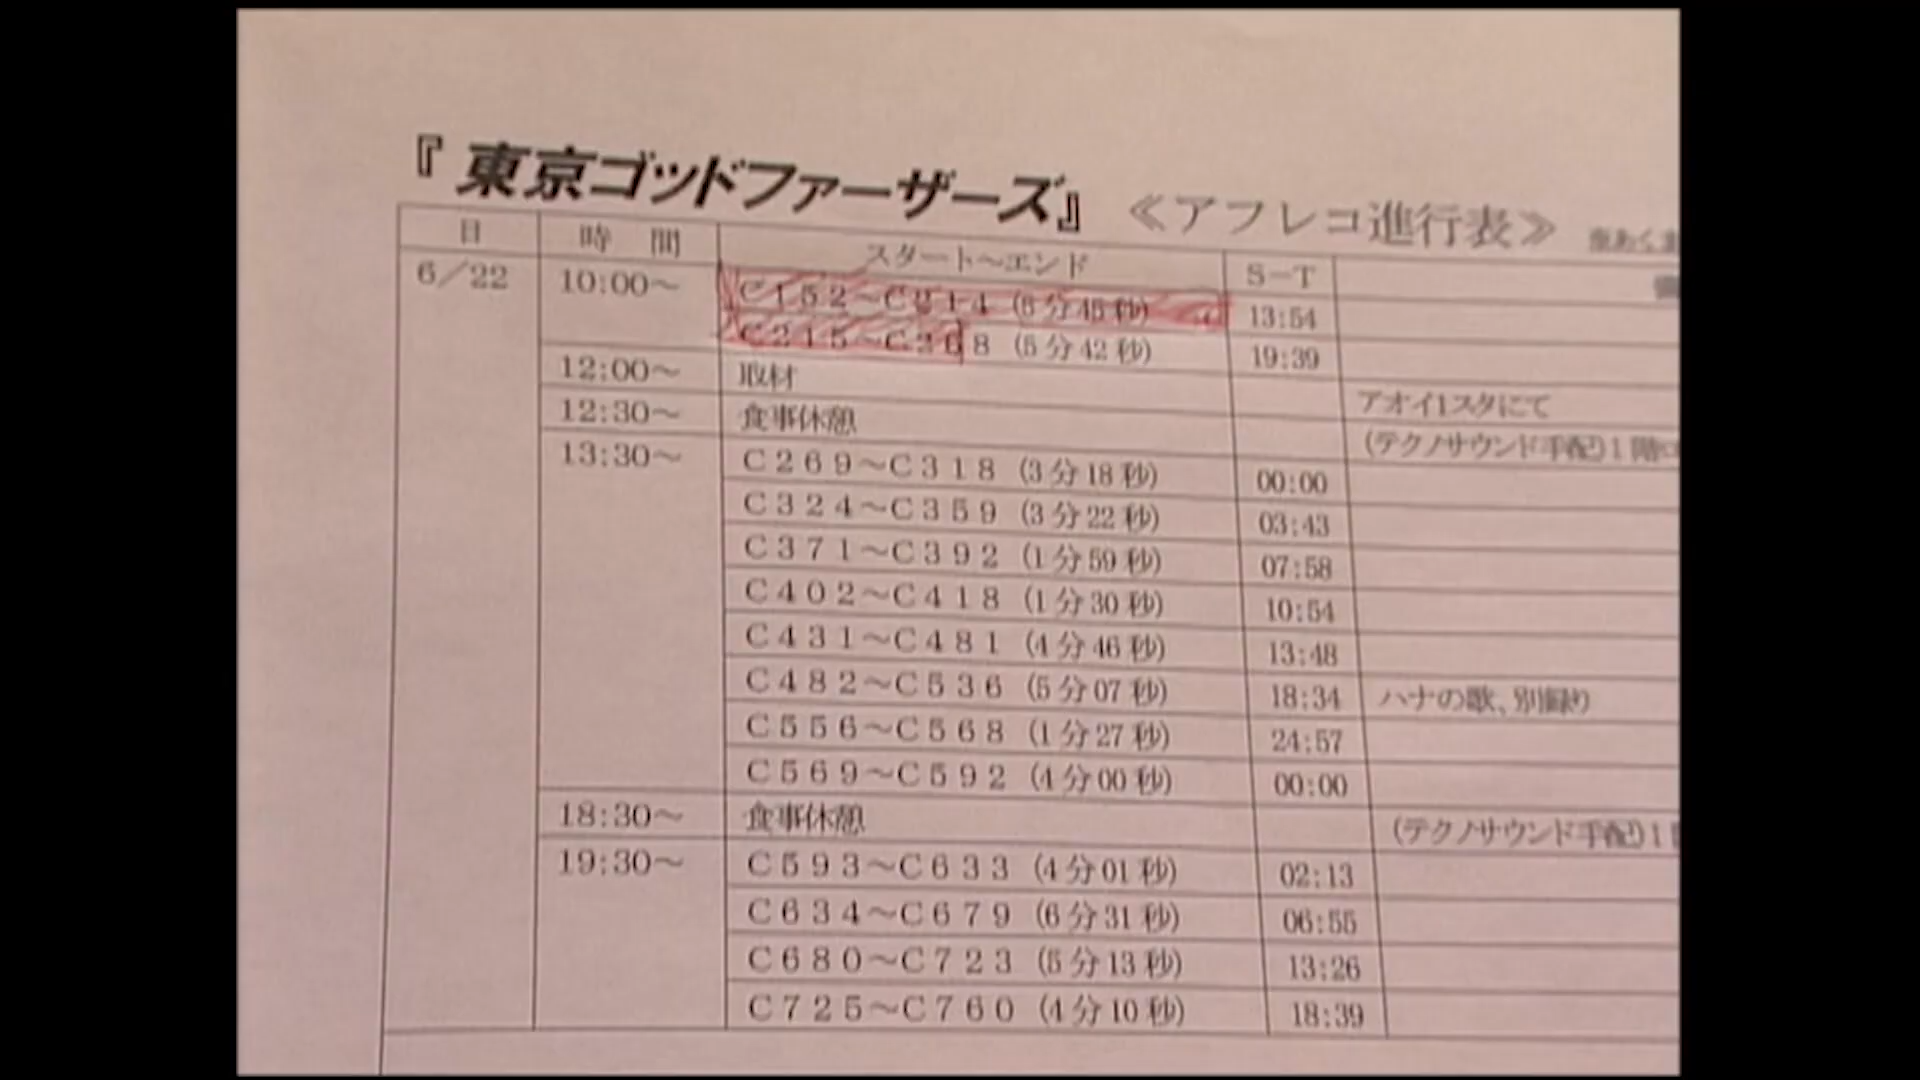 『東京ゴッドファーザーズ』 ≪アフレコ進行表≫
日 時 間 スタート～エンド S－T
6／22 10:00～ C152～C214 (6分45秒) 13:54
C215～C268 (5分42秒) 19:39
12:00～ 取材 アオイ1スタにて
12:30～ 食事休憩 (テクノサウンド手配)1階
13:30～ C269～C318 (3分18秒) 00:00
C324～C359 (3分22秒) 03:43
C371～C392 (1分59秒) 07:58
C402～C418 (1分30秒) 10:54
C431～C481 (4分46秒) 13:48
C482～C536 (5分07秒) 18:34 ハナの歌、別録り
C556～C568 (1分27秒) 24:57
C569～C592 (4分00秒) 00:00
18:30～ 食事休憩 (テクノサウンド手配)1
19:30～ C593～C633 (4分01秒) 02:13
C634～C679 (6分31秒) 06:55
C680～C723 (5分13秒) 13:26
C725～C760 (4分10秒) 18:39